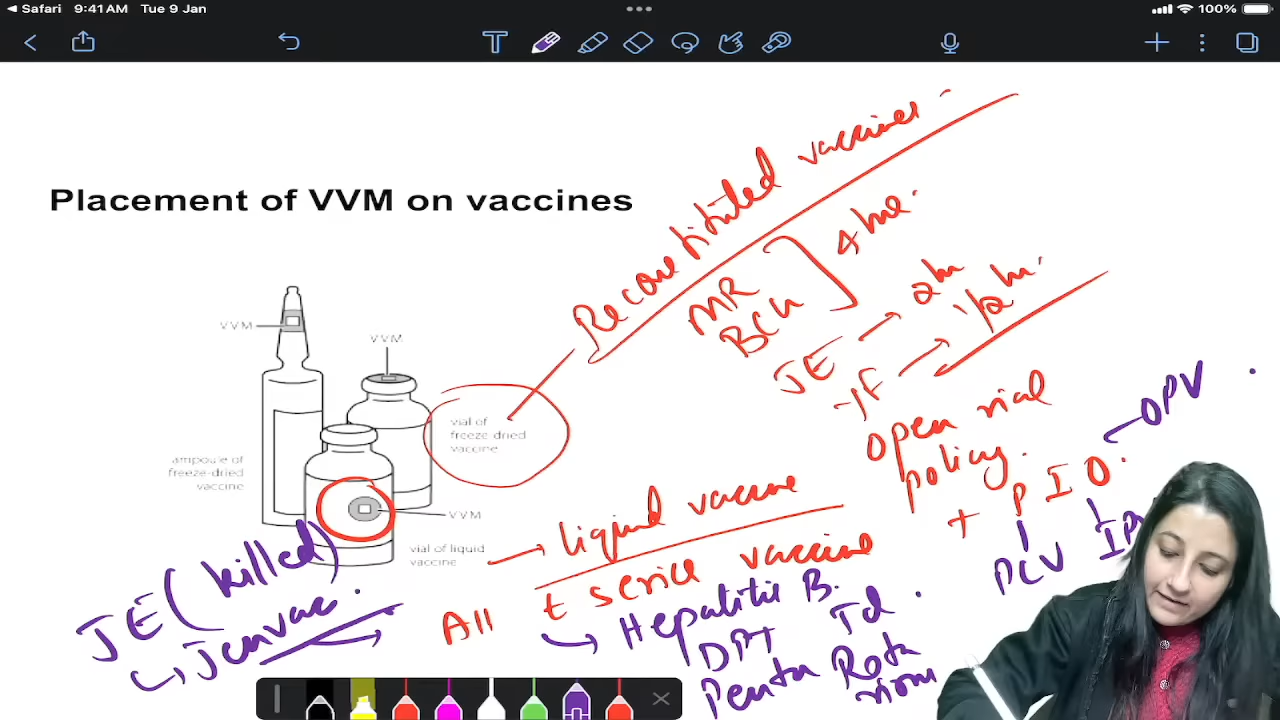 Safari 9:41 AM Tue 9 Jan
100%
Placement of VVM on vaccines
Reconstituted vaccines
MR
BCG
4 hr.
JE → 2h
YF → 1/2 hr.
VVM
VVM
vial of
freeze-dried
vaccine
ampoule of
freeze-dried
vaccine
VVM
vial of liquid
vaccine
Open vial
policy.
→ liquid vaccine
All t serice vaccine
+ P I O.
OPV
PCV
Hepatitis B.
DPT Td.
Penta Rota
JE (killed)
Jenvac.